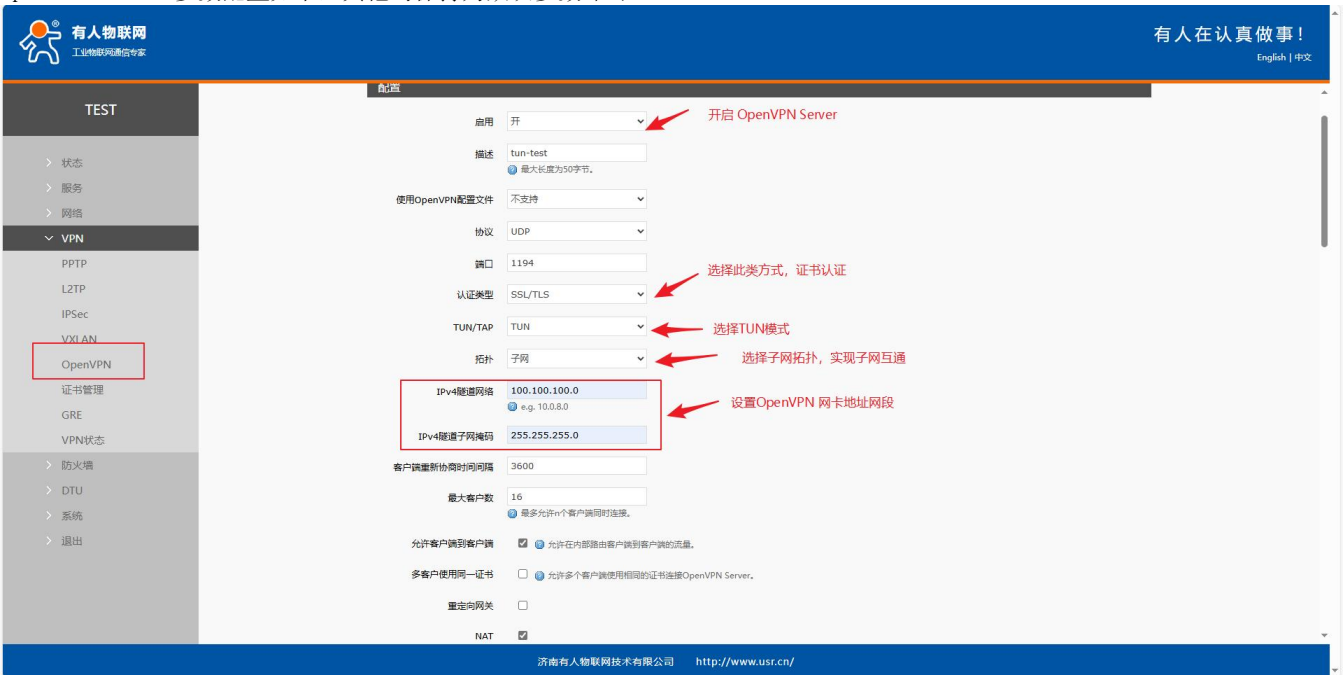 有人物联网
工业物联网通信专家
有人在认真做事！
English | 中文
TEST
状态
服务
网络
VPN
PPTP
L2TP
IPSec
VXLAN
OpenVPN
证书管理
GRE
VPN状态
防火墙
DTU
系统
退出
配置
启用 开 开启 OpenVPN Server
描述 tun-test
最大长度为50字节。
使用OpenVPN配置文件 不支持
协议 UDP
端口 1194
选择此类方式，证书认证
认证类型 SSL/TLS
TUN/TAP TUN 选择TUN模式
拓扑 子网 选择子网拓扑，实现子网互通
IPv4隧道网络 100.100.100.0
e.g. 10.0.8.0
设置OpenVPN 网卡地址网段
IPv4隧道子网掩码 255.255.255.0
客户端重新协商时间间隔 3600
最大客户数 16
最多允许n个客户端同时连接。
允许客户端到客户端 允许在内部路由客户端到客户端的流量。
多客户使用同一证书 允许多个客户端使用相同的证书连接OpenVPN Server。
重定向网关
NAT
济南有人物联网技术有限公司 http://www.usr.cn/